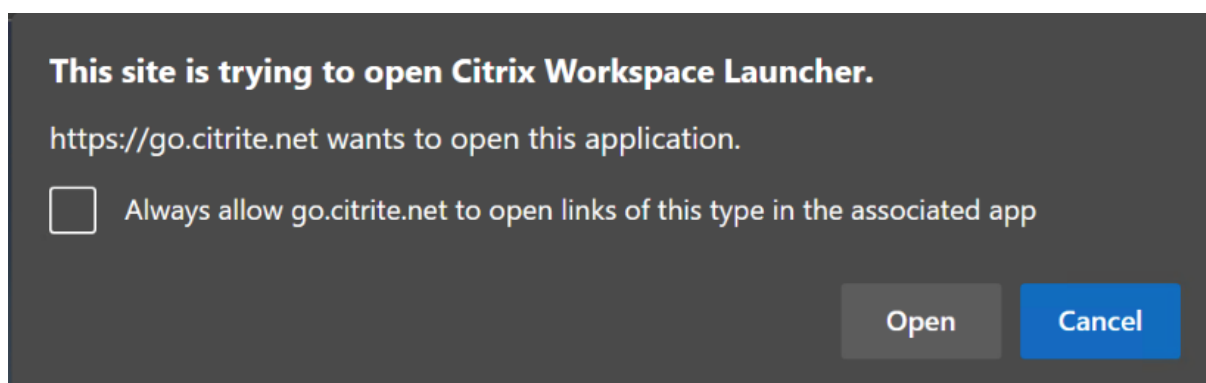 This site is trying to open Citrix Workspace Launcher.
https://go.citrite.net wants to open this application.
Always allow go.citrite.net to open links of this type in the associated app
Open Cancel